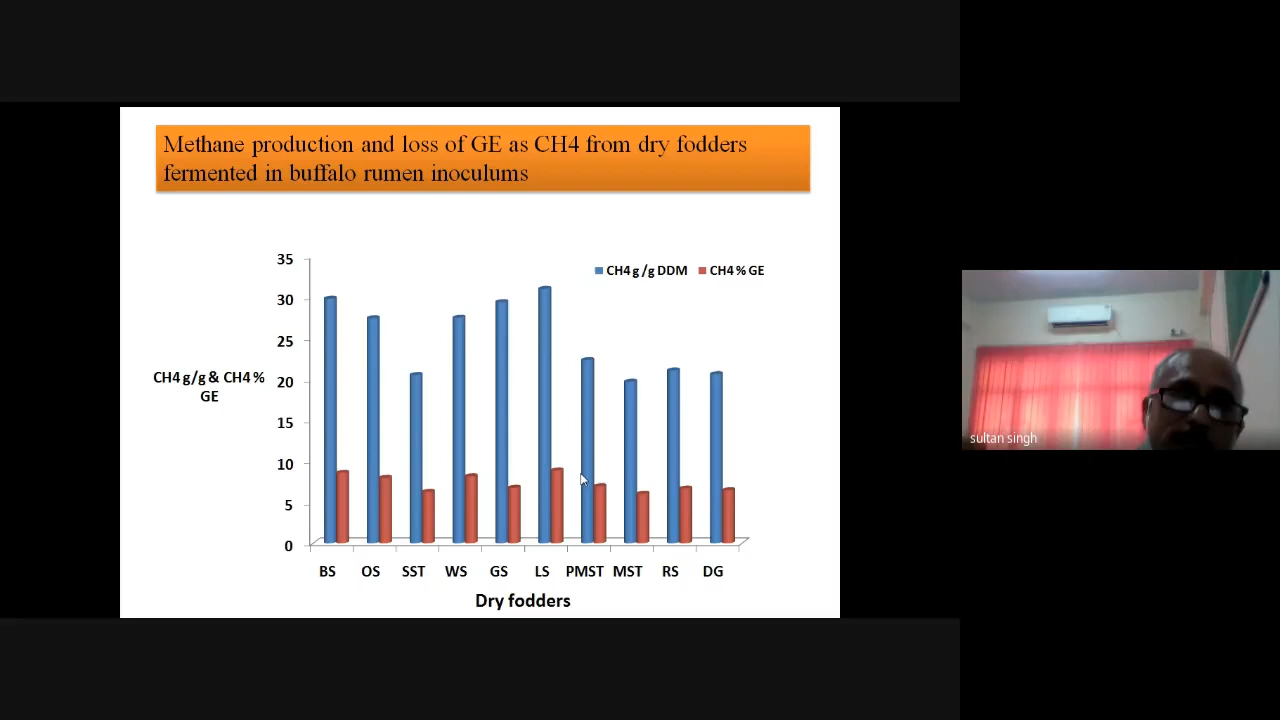 Methane production and loss of GE as CH4 from dry fodders
fermented in buffalo rumen inoculums
35
30
25
20
15
10
5
0
CH4 g /g DDM
CH4 % GE
CH4 g/g & CH4 %
GE
BS OS SST WS GS LS PMST MST RS DG
Dry fodders
sultan singh